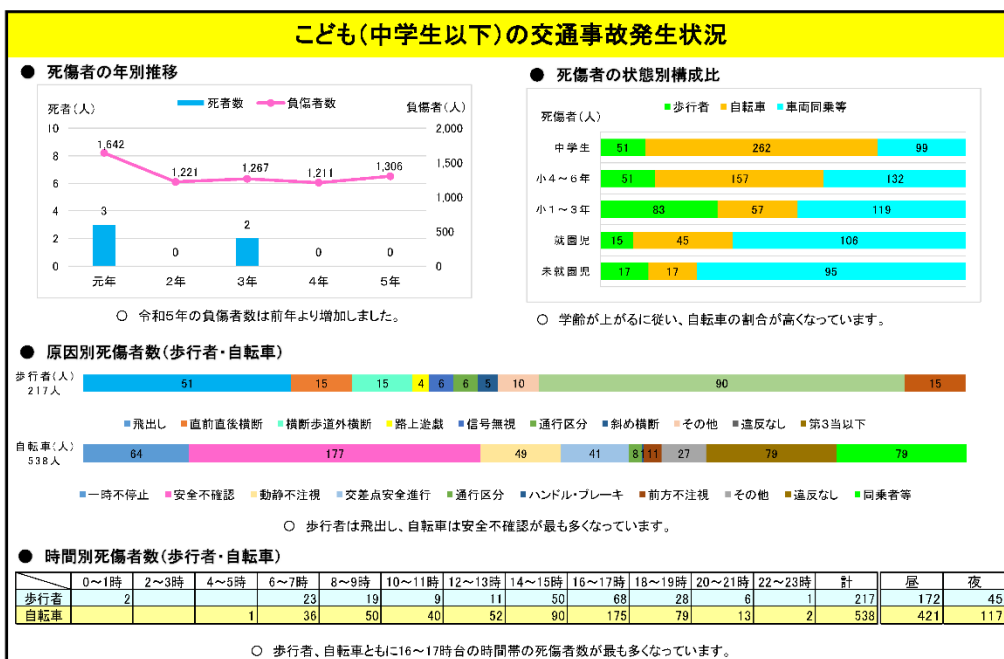 こども(中学生以下)の交通事故発生状況
● 死傷者の年別推移
死者(人) 死者数 負傷者数 負傷者(人)
10 2,000
8 1,500
6 1,000
4 500
2
0 0
1,642 1,221 1,267 1,211 1,306
3 0 2 0 0
元年 2年 3年 4年 5年
○ 令和5年の負傷者数は前年より増加しました。
● 死傷者の状態別構成比
死傷者(人) 歩行者 自転車 車両同乗等
中学生 51 262 99
小4~6年 51 157 132
小1~3年 83 57 119
就園児 15 45 106
未就園児 17 17 95
○ 学齢が上がるに従い、自転車の割合が高くなっています。
● 原因別死傷者数(歩行者・自転車)
歩行者(人)
217人
51 15 15 4 6 6 5 10 90 15
飛出し 直前直後横断 横断歩道外横断 路上遊戯 信号無視 通行区分 斜め横断 その他 違反なし 第3当以下
自転車(人)
538人
64 177 49 41 8 1 11 27 79 79
一時不停止 安全不確認 動静不注視 交差点安全進行 通行区分 ハンドル・ブレーキ 前方不注視 その他 違反なし 同乗者等
○ 歩行者は飛出し、自転車は安全不確認が最も多くなっています。
● 時間別死傷者数(歩行者・自転車)
0~1時 2~3時 4~5時 6~7時 8~9時 10~11時 12~13時 14~15時 16~17時 18~19時 20~21時 22~23時 計 昼 夜
歩行者 2 23 19 9 11 50 68 28 6 1 217 172 45
自転車 1 36 50 40 52 90 175 79 13 2 538 421 117
○ 歩行者、自転車ともに16~17時台の時間帯の死傷者数が最も多くなっています。